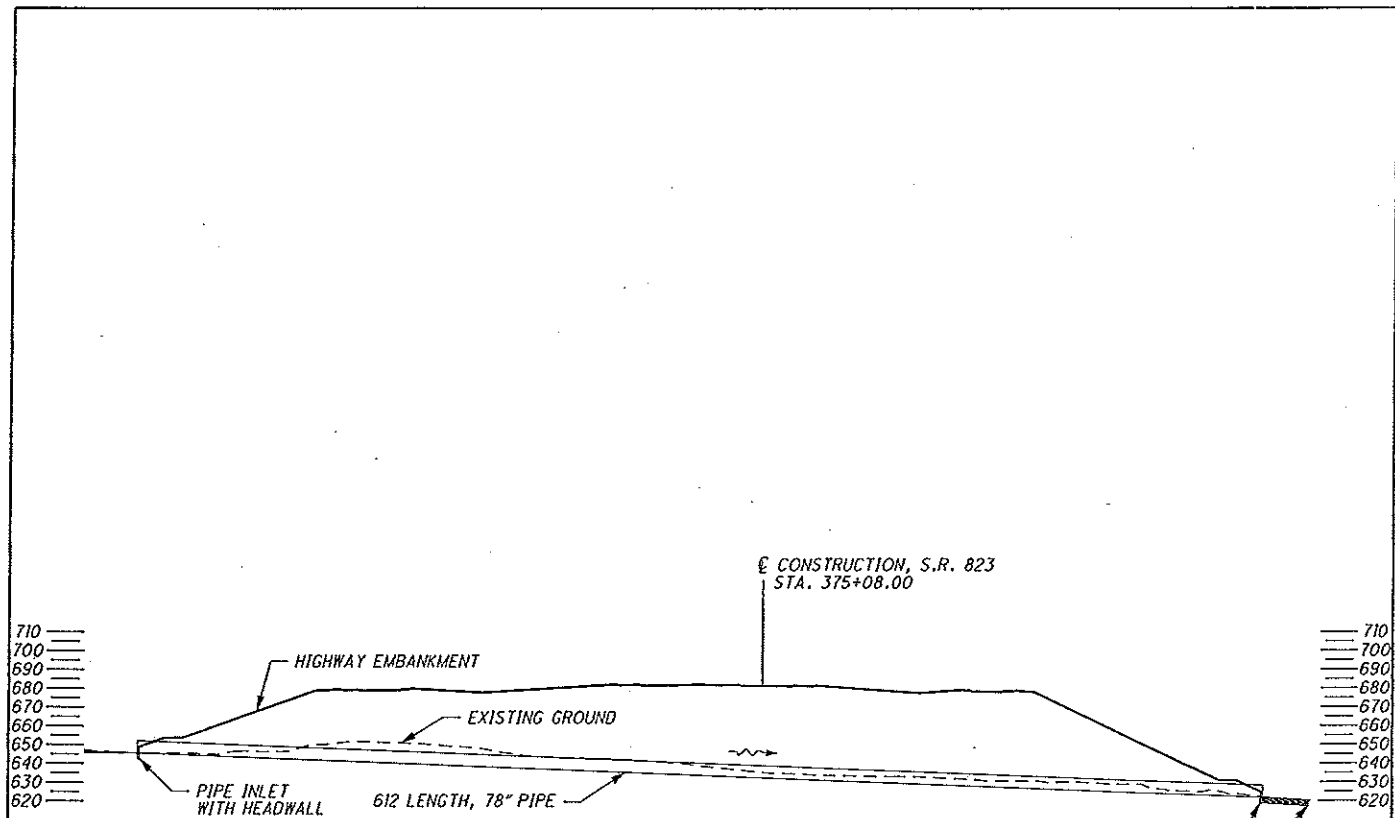 ℄ CONSTRUCTION, S.R. 823
STA. 375+08.00
710
700
690
680
670
660
650
640
630
620
HIGHWAY EMBANKMENT
EXISTING GROUND
PIPE INLET
WITH HEADWALL
612 LENGTH, 78" PIPE
710
700
690
680
670
660
650
640
630
620